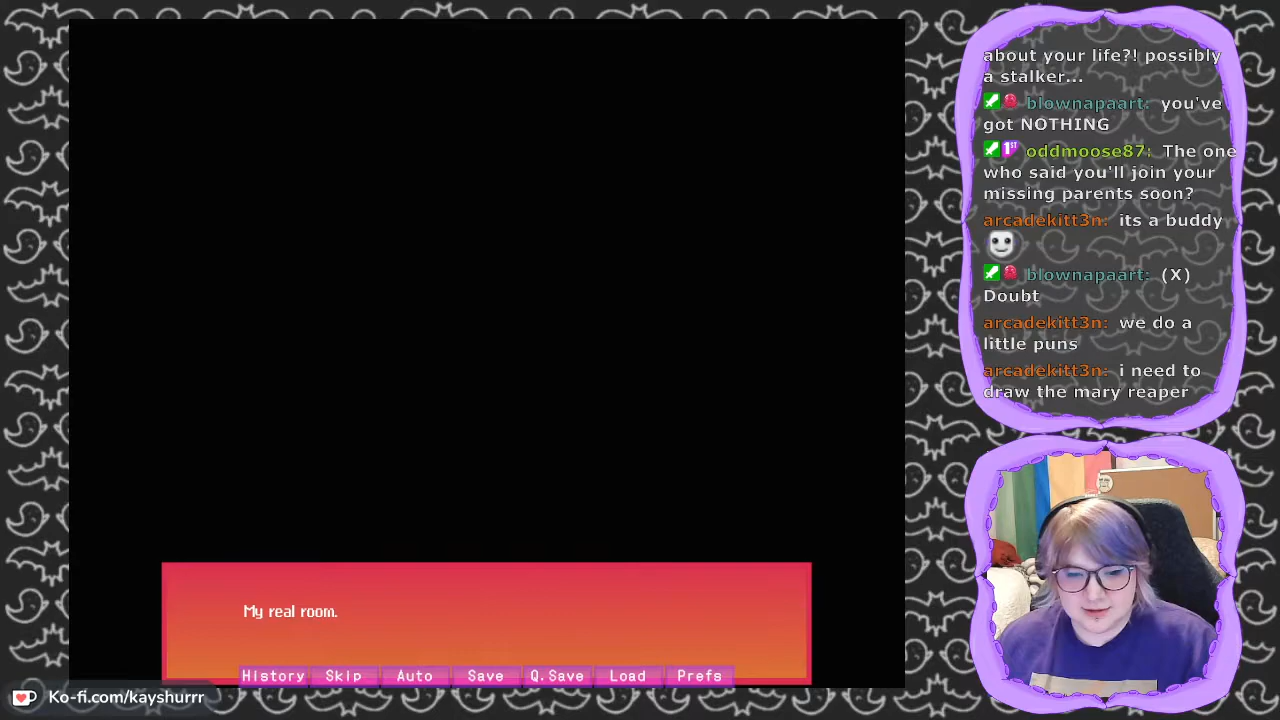 about your life?! possibly
a stalker...
blownapaart: you've
got NOTHING
1ST oddmoose87: The one
who said you'll join your
missing parents soon?
arcadekitt3n: its a buddy
blownapaart: (X)
Doubt
arcadekitt3n: we do a
little puns
arcadekitt3n: i need to
draw the mary reaper
My real room.
History Skip Auto Save Q.Save Load Prefs
Ko-fi.com/kayshurrr